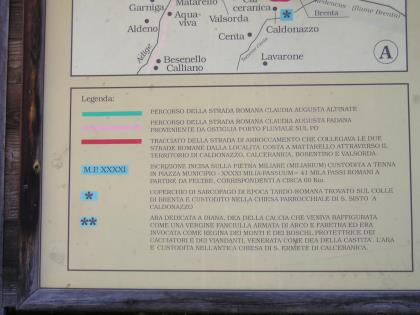 Garniga
Matarello
Aqua-
viva
Valsorda
ceranica
Brenta
(Ramo Brenta)
Aldeno
Centa
*
Caldonazzo
Adige
Besenello
Calliano
Lavarone
A
Legenda:
PERCORSO DELLA STRADA ROMANA CLAUDIA AUGUSTA ALTINATE
PERCORSO DELLA STRADA ROMANA CLAUDIA AUGUSTA PADANA
PROVENIENTE DA OSTIGLIA PORTO FLUVIALE SUL PO
TRACCIATO DELLA STRADA DI ABBOCCAMENTO CHE COLLEGAVA LE DUE
STRADE ROMANE DALLA LOCALITA' COSTA A MATTARELLO ATTRAVERSO IL
TERRITORIO DI CALDONAZZO, CALCERANICA, BOSENTINO E VALSORDA
M.P. XXXXI
ISCRIZIONE INCISA SULLA PIETRA MILIARE (MILIARIUM) CUSTODITA A TENNA
IN PIAZZA MUNICIPIO - XXXXI MILIA PASSUUM= 41 MILA PASSI ROMANI A
PARTIRE DA FELTRE, CORRISPONDENTI A CIRCA 60 Km.
*
COPERCHIO DI SARCOFAGO DI EPOCA TARDO-ROMANA TROVATO SUL COLLE
DI BRENTA E CUSTODITO NELLA CHIESA PARROCCHIALE DI S. SISTO A
CALDONAZZO
**
ARA DEDICATA A DIANA, DEA DELLA CACCIA CHE VENIVA RAFFIGURATA
COME UNA VERGINE FANCIULLA ARMATA DI ARCO E FARETRA ED ERA
INVOCATA COME REGINA DEI MONTI E DEI BOSCHI, PROTETTRICE DEI
CACCIATORI E DEI VIANDANTI, VENERATA COME DEA DELLA CASTITA'. L'ARA
E CUSTODITA NELL'ANTICA CHIESA DI S. ERMETE DI CALCERANICA.